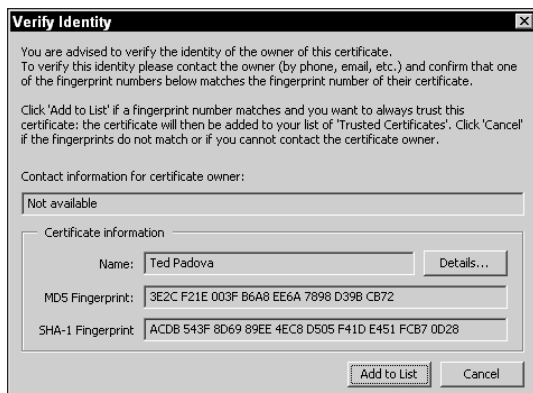 Verify Identity
You are advised to verify the identity of the owner of this certificate.
To verify this identity please contact the owner (by phone, email, etc.) and confirm that one
of the fingerprint numbers below matches the fingerprint number of their certificate.
Click 'Add to List' if a fingerprint number matches and you want to always trust this
certificate: the certificate will then be added to your list of 'Trusted Certificates'. Click 'Cancel'
if the fingerprints do not match or if you cannot contact the certificate owner.
Contact information for certificate owner:
Not available
Certificate information
Name: Ted Padova Details...
MD5 Fingerprint: 3E2C F21E 003F B6A8 EE6A 7898 D39B CB72
SHA-1 Fingerprint ACDB 543F 8D69 89EE 4EC8 D505 F41D E451 FCB7 0D28
Add to List Cancel